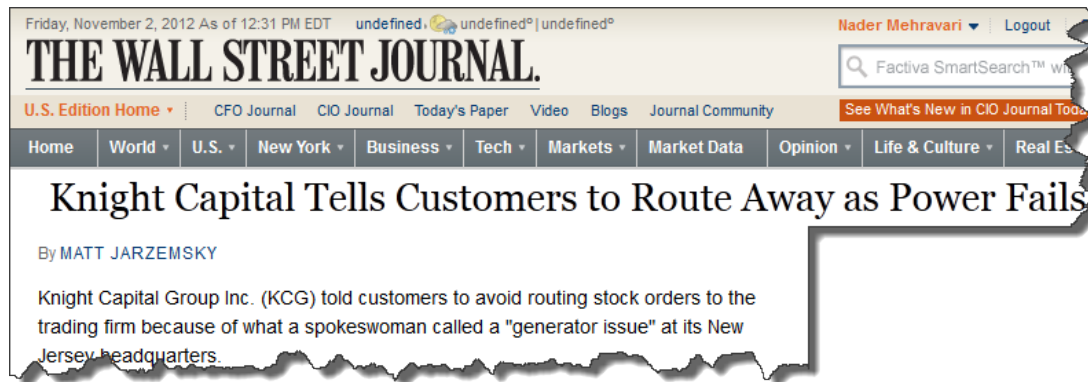 Friday, November 2, 2012 As of 12:31 PM EDT undefined, undefined° | undefined°
Nader Mehravari Logout
THE WALL STREET JOURNAL.
Factiva SmartSearch™
U.S. Edition Home CFO Journal CIO Journal Today's Paper Video Blogs Journal Community See What's New in CIO Journal
Home World U.S. New York Business Tech Markets Market Data Opinion Life & Culture Real
Knight Capital Tells Customers to Route Away as Power Fails
By MATT JARZEMSKY
Knight Capital Group Inc. (KCG) told customers to avoid routing stock orders to the
trading firm because of what a spokeswoman called a "generator issue" at its New
Jersey headquarters.